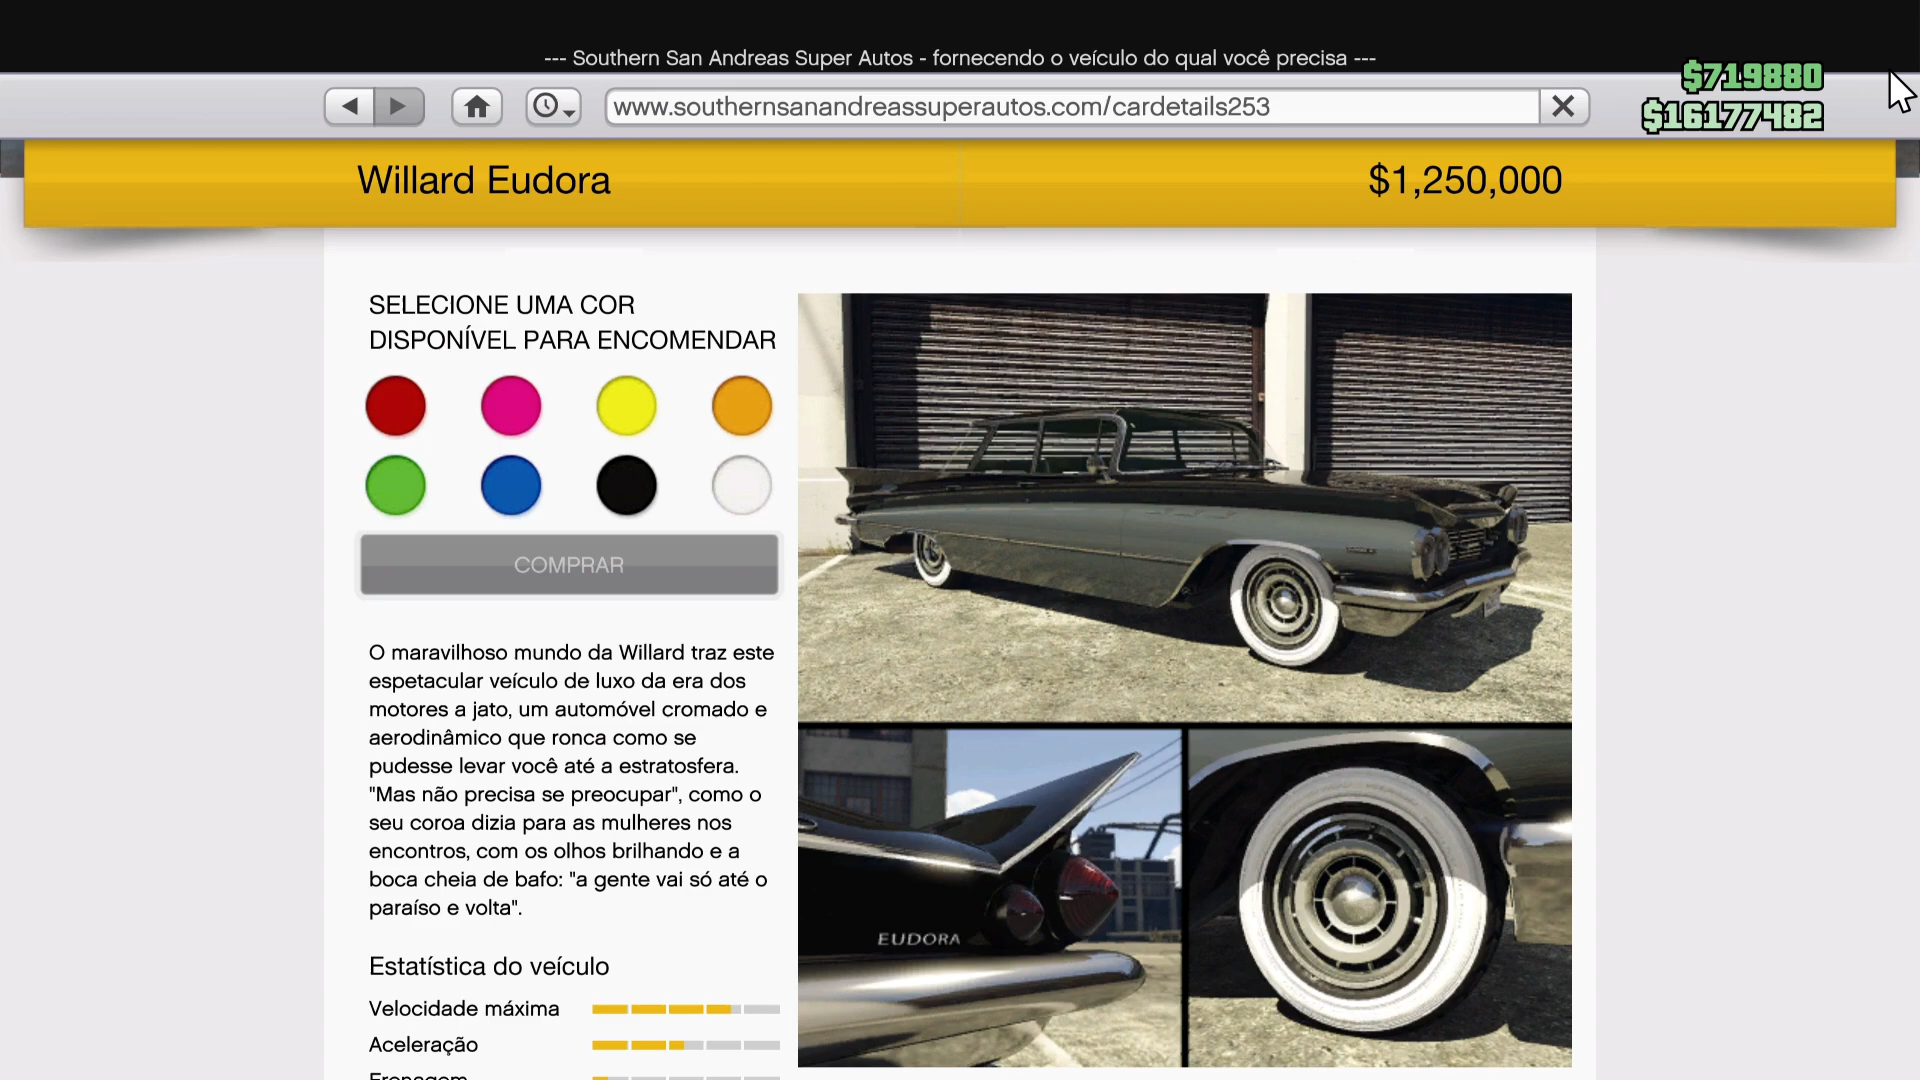 --- Southern San Andreas Super Autos - fornecendo o veículo do qual você precisa ---
$719880
www.southernsanandreassuperautos.com/cardetails253
$16177482
Willard Eudora
$1,250,000
SELECIONE UMA COR
DISPONÍVEL PARA ENCOMENDAR
COMPRAR
O maravilhoso mundo da Willard traz este
espetacular veículo de luxo da era dos
motores a jato, um automóvel cromado e
aerodinâmico que ronca como se
pudesse levar você até a estratosfera.
"Mas não precisa se preocupar", como o
seu coroa dizia para as mulheres nos
encontros, com os olhos brilhando e a
boca cheia de bafo: "a gente vai só até o
paraíso e volta".
EUDORA
Estatística do veículo
Velocidade máxima
Aceleração
Frenagem